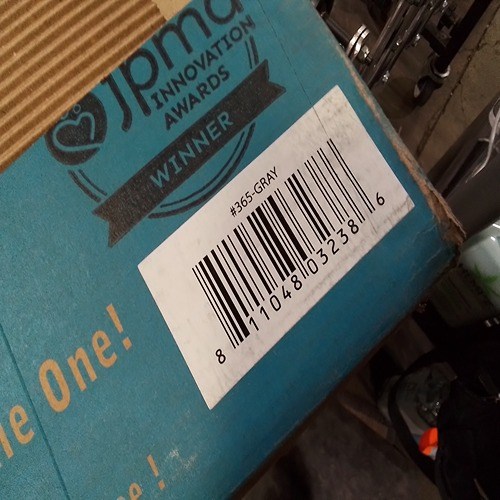 jpma
INNOVATION
AWARDS
WINNER
#365-GRAY
8 11048 03238 6
One!
!